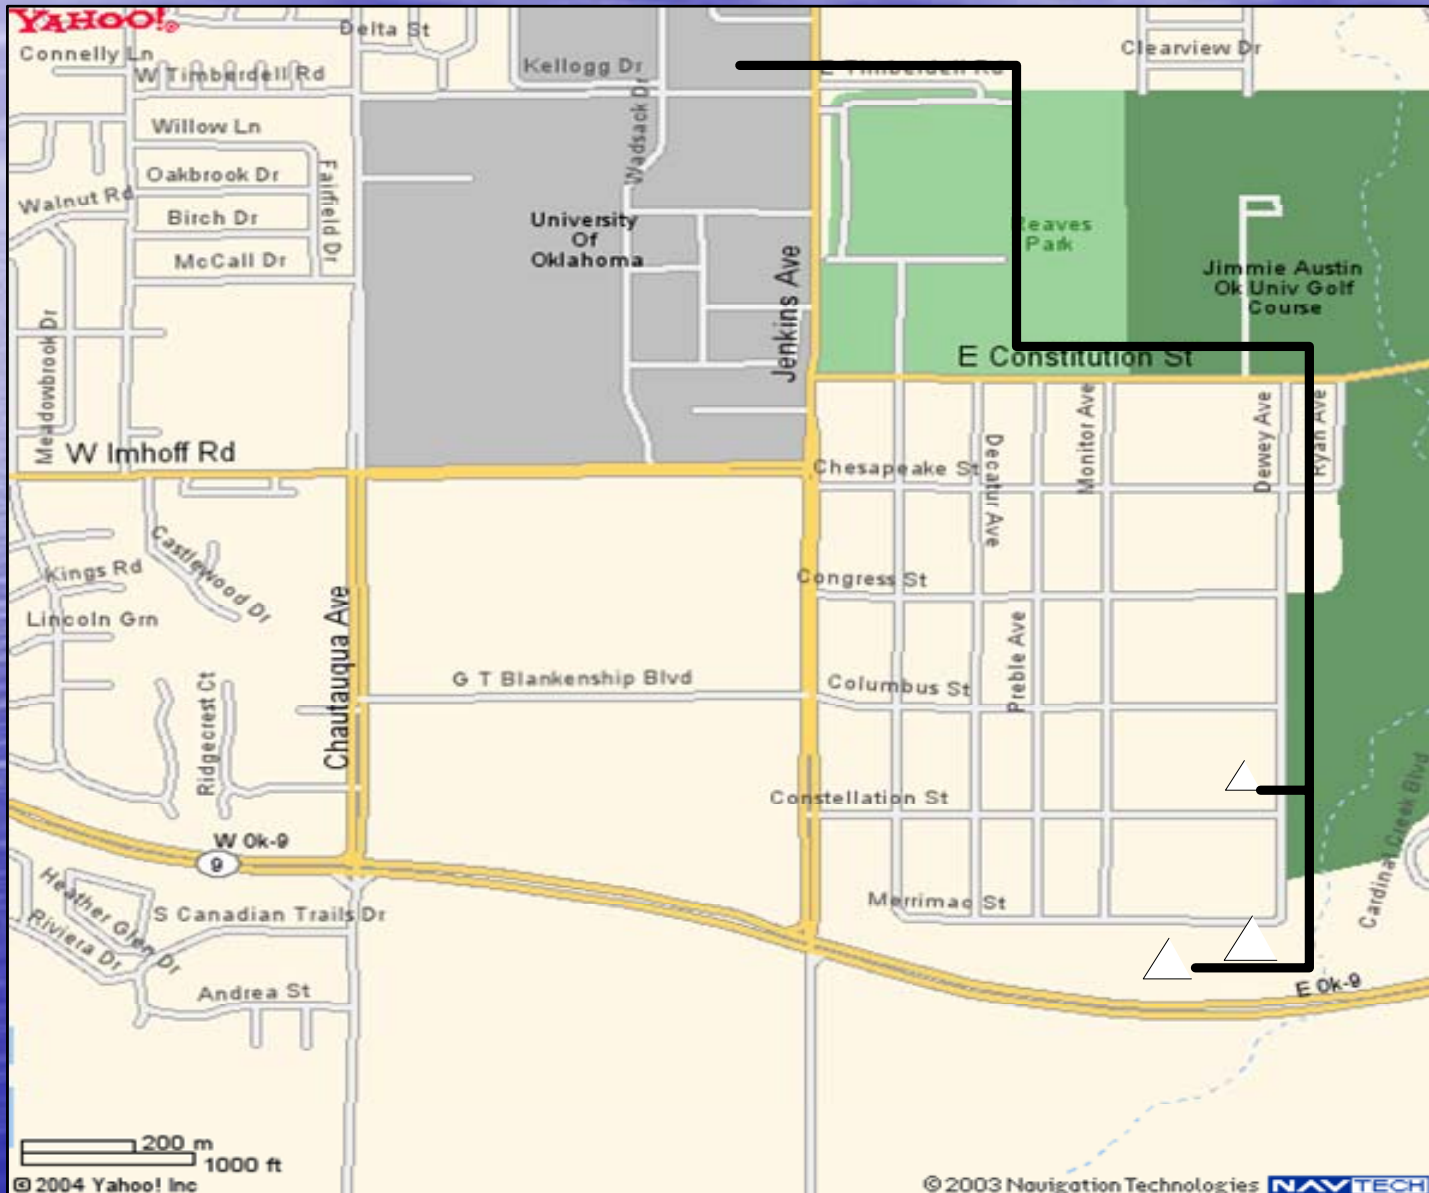 YAHOO!®
Delta St
Connelly Ln
W Timberdell Rd
Kellogg Dr
E Timberdell Rd
Clearview Dr
Willow Ln
Wadsack Dr
Oakbrook Dr
Fairfield Dr
Walnut Rd
Birch Dr
McCall Dr
University
Of
Oklahoma
Reaves
Park
Jenkins Ave
Jimmie Austin
Ok Univ Golf
Course
Meadowbrook Dr
E Constitution St
W Imhoff Rd
Chesapeake St
Decatur Ave
Monitor Ave
Dewey Ave
Ryan Ave
Castlewood Dr
Kings Rd
Congress St
Lincoln Grn
Chautauqua Ave
Preble Ave
G T Blankenship Blvd
Columbus St
Ridgecrest Ct
Constellation St
Cardinal Creek Blvd
W Ok-9
9
Heather Glen Dr
Riviera Dr
S Canadian Trails Dr
Merrimac St
Andrea St
E Ok-9
200 m
1000 ft
© 2004 Yahoo! Inc
© 2003 Navigation Technologies NAVTECH